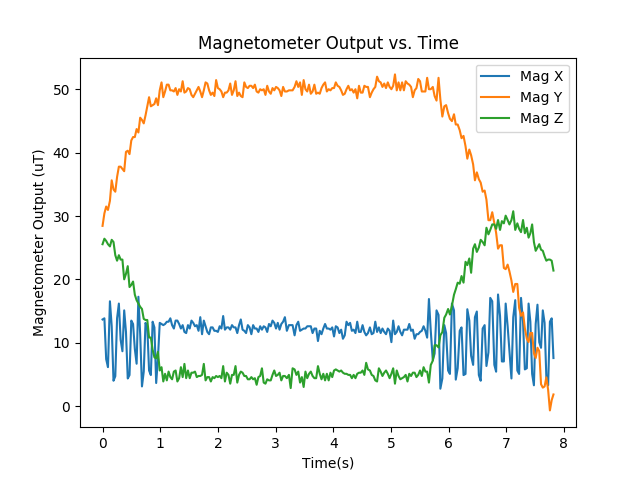 Magnetometer Output vs. Time
Mag X
Mag Y
Mag Z
Magnetometer Output (uT)
50
40
30
20
10
0
0 1 2 3 4 5 6 7 8
Time(s)